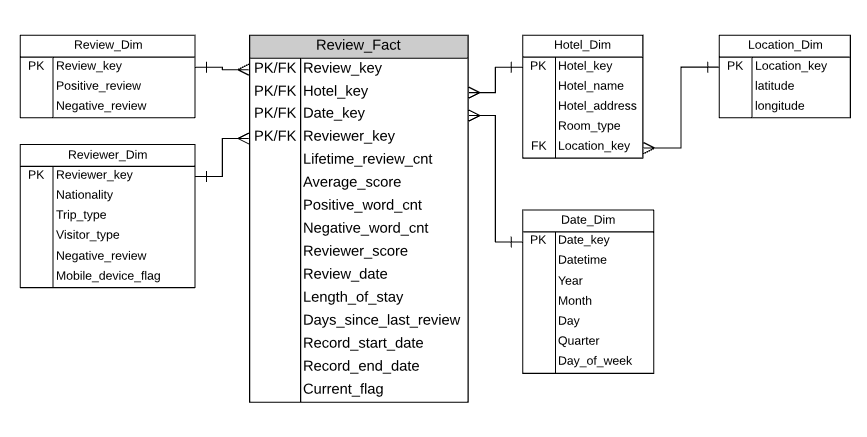 Review_Dim
PK Review_key
Positive_review
Negative_review
Reviewer_Dim
PK Reviewer_key
Nationality
Trip_type
Visitor_type
Negative_review
Mobile_device_flag
Review_Fact
PK/FK Review_key
PK/FK Hotel_key
PK/FK Date_key
PK/FK Reviewer_key
Lifetime_review_cnt
Average_score
Positive_word_cnt
Negative_word_cnt
Reviewer_score
Review_date
Length_of_stay
Days_since_last_review
Record_start_date
Record_end_date
Current_flag
Hotel_Dim
PK Hotel_key
Hotel_name
Hotel_address
Room_type
FK Location_key
Location_Dim
PK Location_key
latitude
longitude
Date_Dim
PK Date_key
Datetime
Year
Month
Day
Quarter
Day_of_week